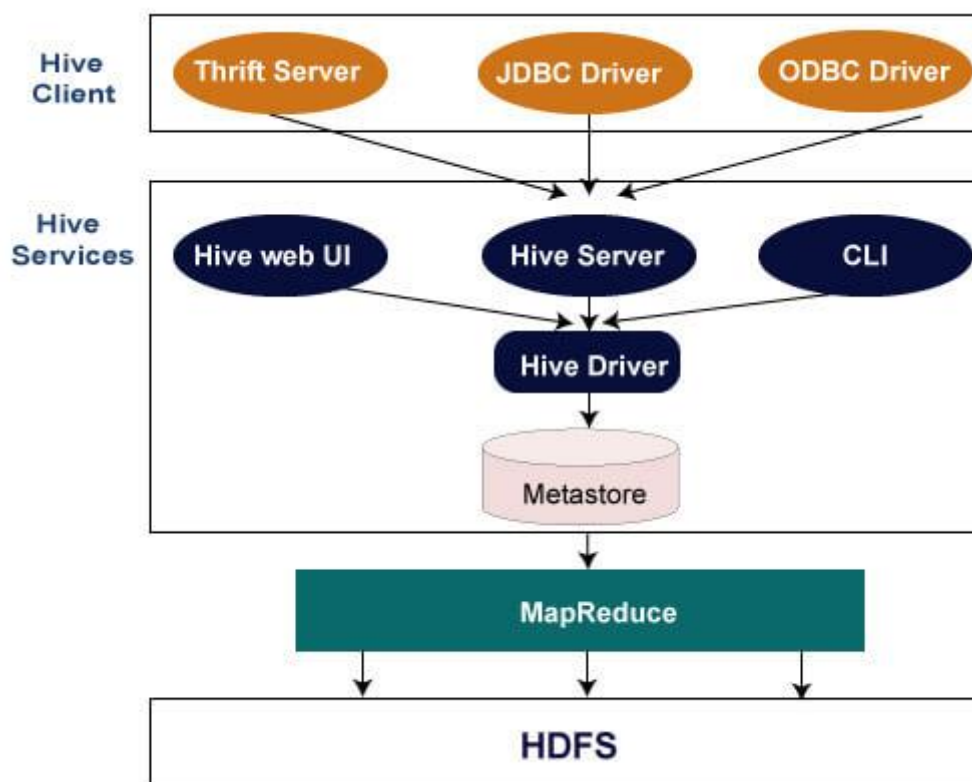 Hive
Client
Thrift Server
JDBC Driver
ODBC Driver
Hive
Services
Hive web UI
Hive Server
CLI
Hive Driver
Metastore
MapReduce
HDFS